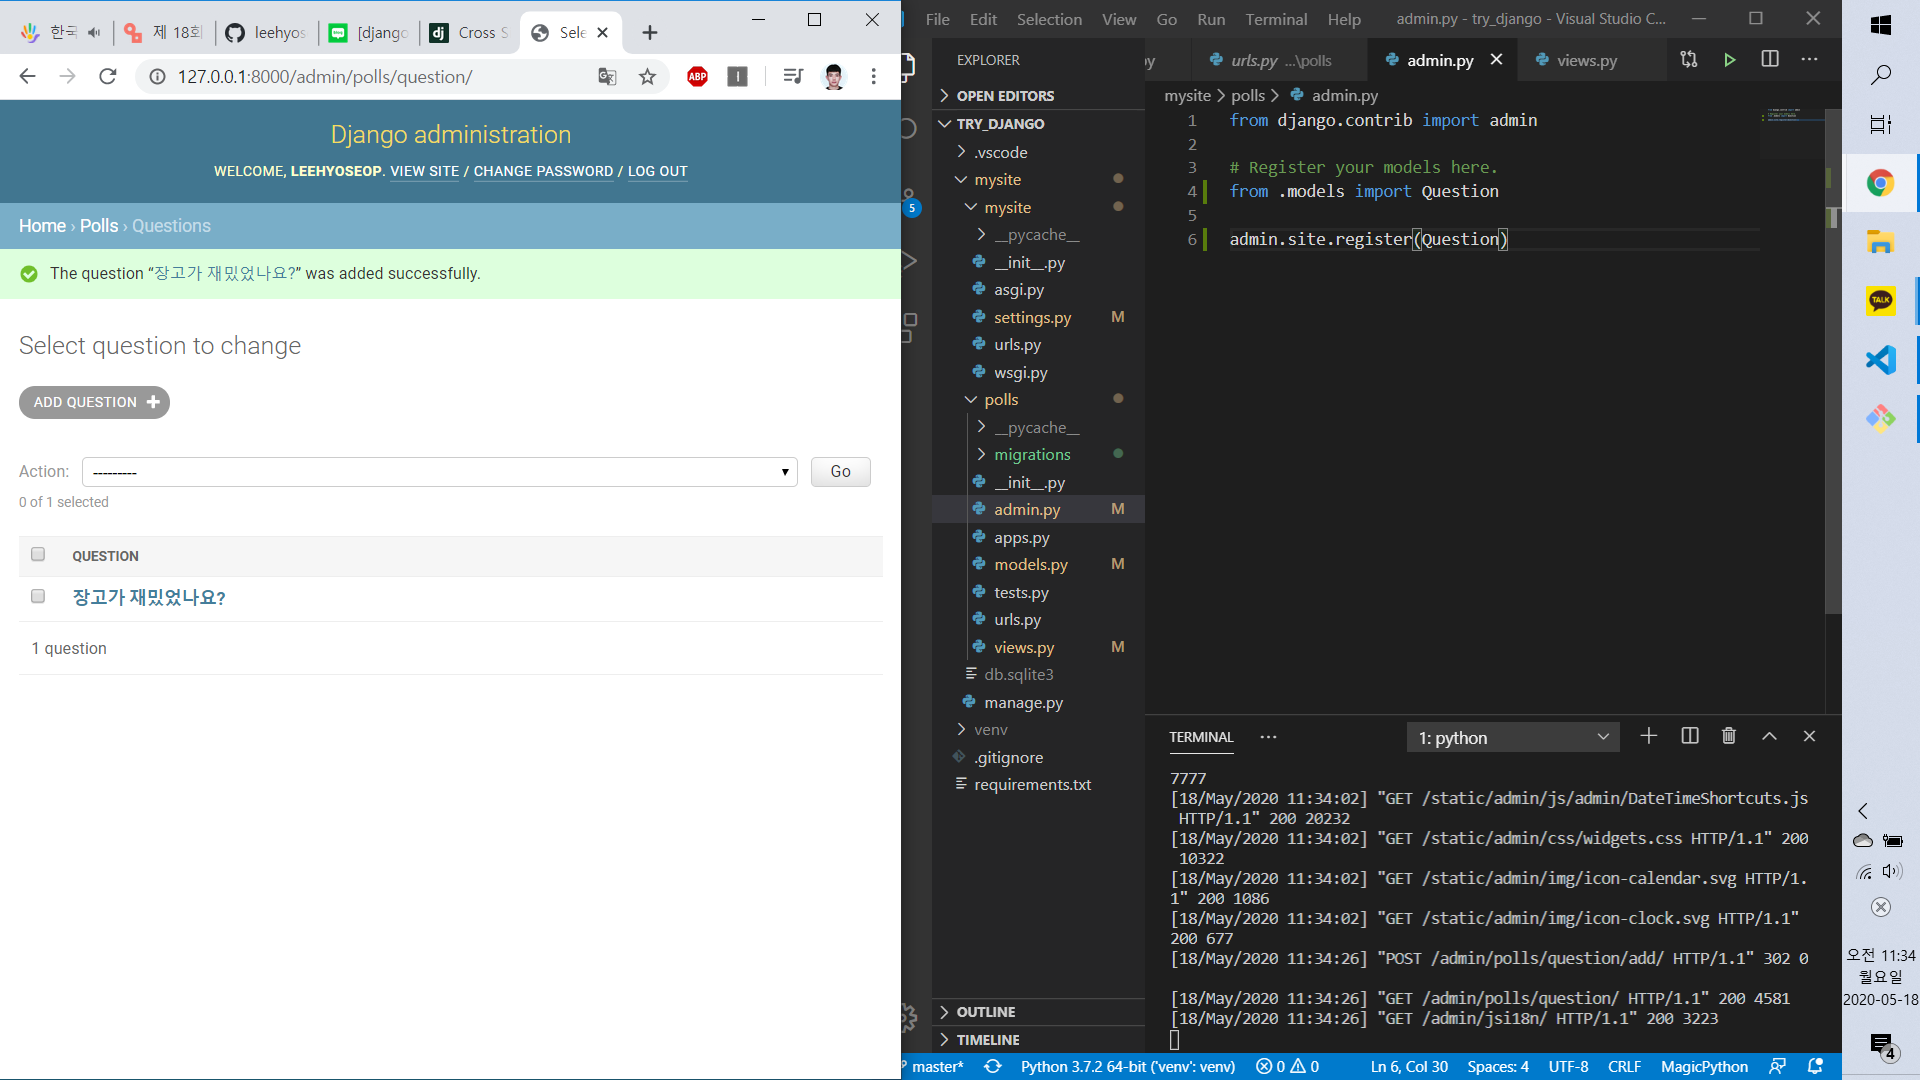 한국
제 18회
leehyos
[django
Cross S
Sele
127.0.0.1:8000/admin/polls/question/
ABP
Django administration
WELCOME, LEEHYOSEOP. VIEW SITE / CHANGE PASSWORD / LOG OUT
Home › Polls › Questions
The question “장고가 재밌었나요?” was added successfully.
Select question to change
ADD QUESTION
Action: ---------
Go
0 of 1 selected
QUESTION
장고가 재밌었나요?
1 question
File Edit Selection View Go Run Terminal Help
admin.py - try_django - Visual Studio C...
EXPLORER
OPEN EDITORS
TRY_DJANGO
.vscode
mysite
mysite
__pycache__
__init__.py
asgi.py
settings.py M
urls.py
wsgi.py
polls
__pycache__
migrations
__init__.py
admin.py M
apps.py
models.py M
tests.py
urls.py
views.py M
db.sqlite3
manage.py
venv
.gitignore
requirements.txt
OUTLINE
TIMELINE
5
py
urls.py ...\polls
admin.py
views.py
mysite > polls > admin.py
1 from django.contrib import admin
2
3 # Register your models here.
4 from .models import Question
5
6 admin.site.register(Question)
TERMINAL
1: python
7777
[18/May/2020 11:34:02] "GET /static/admin/js/admin/DateTimeShortcuts.js
HTTP/1.1" 200 20232
[18/May/2020 11:34:02] "GET /static/admin/css/widgets.css HTTP/1.1" 200
10322
[18/May/2020 11:34:02] "GET /static/admin/img/icon-calendar.svg HTTP/1.
1" 200 1086
[18/May/2020 11:34:02] "GET /static/admin/img/icon-clock.svg HTTP/1.1"
200 677
[18/May/2020 11:34:26] "POST /admin/polls/question/add/ HTTP/1.1" 302 0
[18/May/2020 11:34:26] "GET /admin/polls/question/ HTTP/1.1" 200 4581
[18/May/2020 11:34:26] "GET /admin/jsi18n/ HTTP/1.1" 200 3223
master*
Python 3.7.2 64-bit ('venv': venv)
0
0
Ln 6, Col 30
Spaces: 4
UTF-8
CRLF
MagicPython
TALK
오전 11:34
월요일
2020-05-18
4